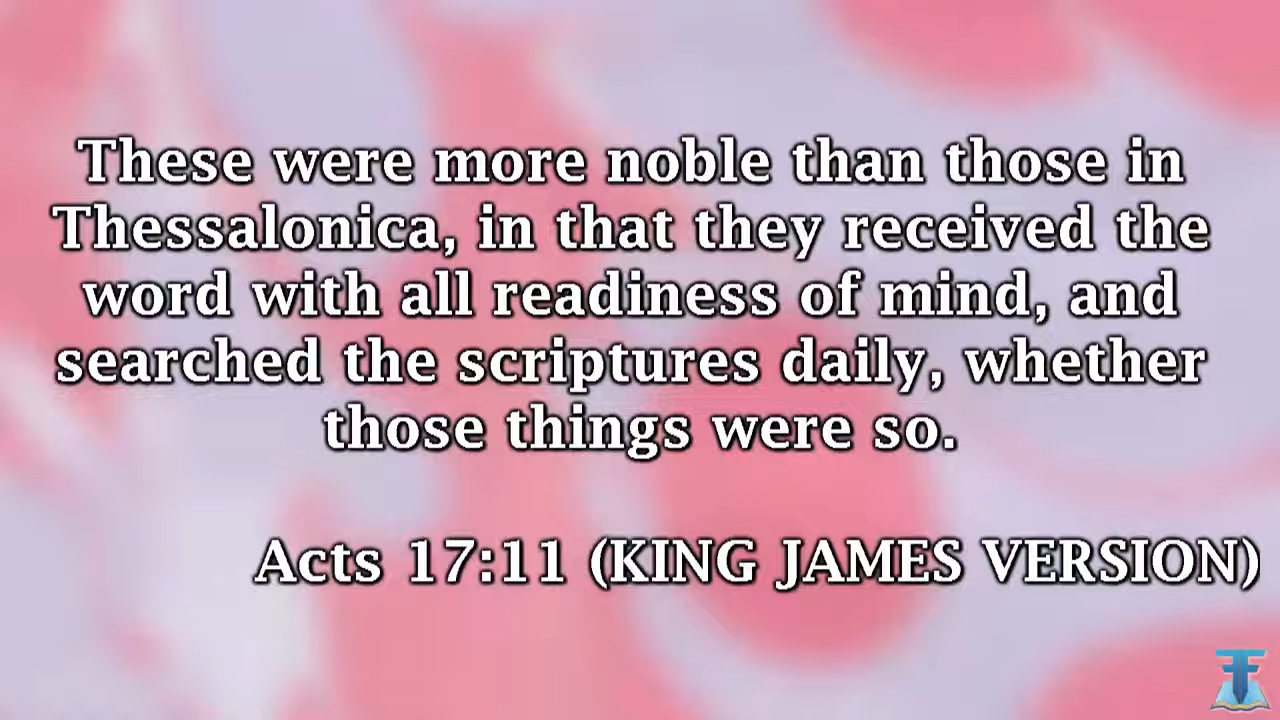 These were more noble than those in
Thessalonica, in that they received the
word with all readiness of mind, and
searched the scriptures daily, whether
those things were so.
Acts 17:11 (KING JAMES VERSION)